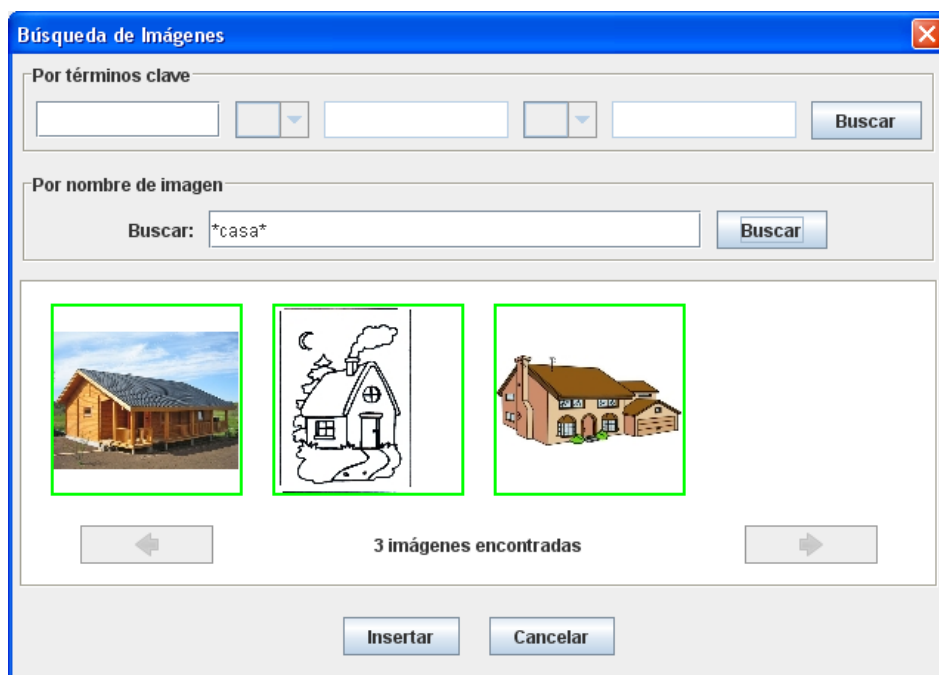 Búsqueda de Imágenes
Por términos clave
Buscar
Por nombre de imagen
Buscar: *casa* Buscar
3 imágenes encontradas
Insertar Cancelar